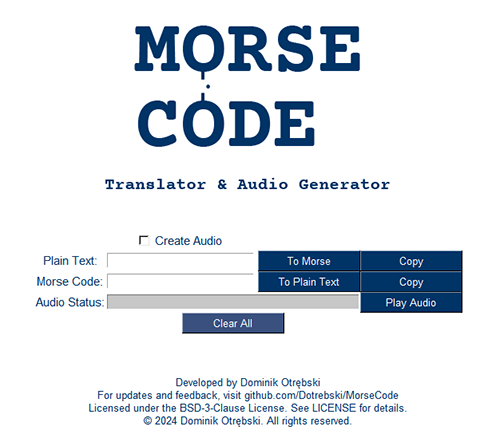 MORSE
CODE
Translator & Audio Generator
Create Audio
Plain Text: To Morse Copy
Morse Code: To Plain Text Copy
Audio Status: Play Audio
Clear All
Developed by Dominik Otrębski
For updates and feedback, visit github.com/Dotrebski/MorseCode
Licensed under the BSD-3-Clause License. See LICENSE for details.
© 2024 Dominik Otrębski. All rights reserved.